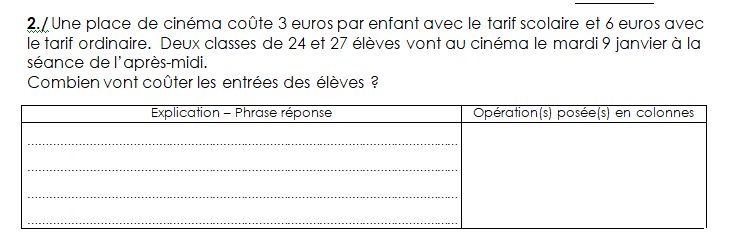 2./ Une place de cinéma coûte 3 euros par enfant avec le tarif scolaire et 6 euros avec
le tarif ordinaire. Deux classes de 24 et 27 élèves vont au cinéma le mardi 9 janvier à la
séance de l'après-midi.
Combien vont coûter les entrées des élèves ?
Explication – Phrase réponse
Opération(s) posée(s) en colonnes